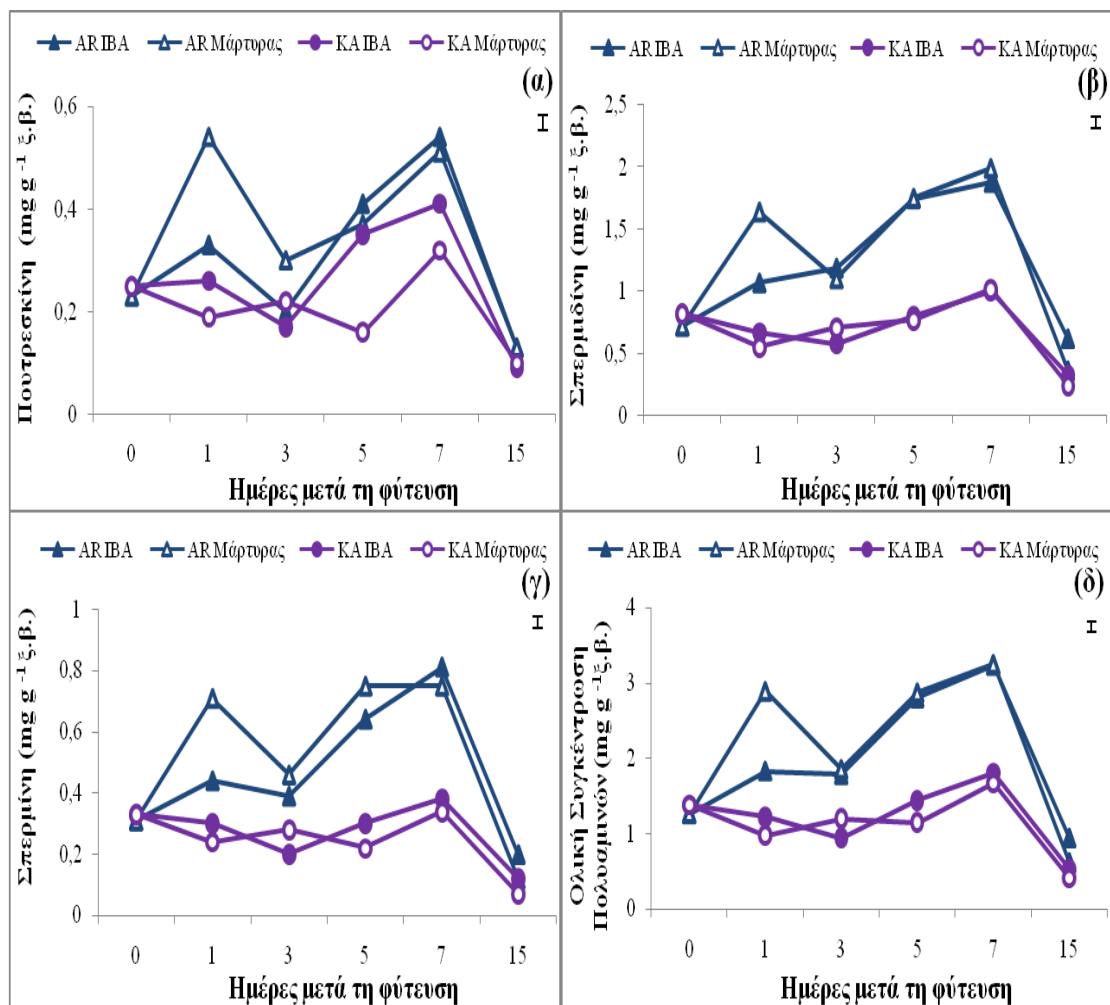 AR IBA AR Μάρτυρας KA IBA KA Μάρτυρας
(α)
Πουτρεσκίνη (mg g -1 ξ.β.)
0,6
0,4
0,2
0
0 1 3 5 7 15
Ημέρες μετά τη φύτευση
AR IBA AR Μάρτυρας KA IBA KA Μάρτυρας
(β)
Σπερμιδίνη (mg g -1 ξ.β.)
2,5
2
1,5
1
0,5
0
0 1 3 5 7 15
Ημέρες μετά τη φύτευση
AR IBA AR Μάρτυρας KA IBA KA Μάρτυρας
(γ)
Σπερμίνη (mg g -1 ξ.β.)
1
0,8
0,6
0,4
0,2
0
0 1 3 5 7 15
Ημέρες μετά τη φύτευση
AR IBA AR Μάρτυρας KA IBA KA Μάρτυρας
(δ)
Ολική Συγκέντρωση
Πολυαμινών (mg g -1 ξ.β.)
4
3
2
1
0
0 1 3 5 7 15
Ημέρες μετά τη φύτευση